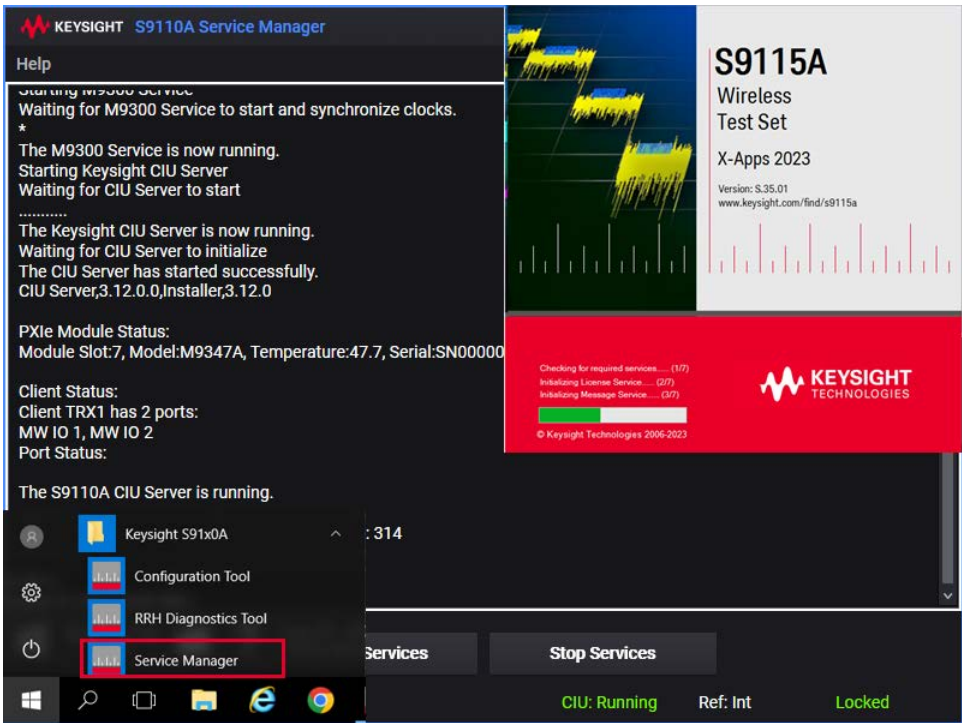 KEYSIGHT S9110A Service Manager
Help
Starting M9300 Service
Waiting for M9300 Service to start and synchronize clocks.
*
The M9300 Service is now running.
Starting Keysight CIU Server
Waiting for CIU Server to start
...........
The Keysight CIU Server is now running.
Waiting for CIU Server to initialize
The CIU Server has started successfully.
CIU Server,3.12.0.0,Installer,3.12.0
PXIe Module Status:
Module Slot:7, Model:M9347A, Temperature:47.7, Serial:SN00000
Client Status:
Client TRX1 has 2 ports:
MW IO 1, MW IO 2
Port Status:
The S9110A CIU Server is running.
: 314
S9115A
Wireless
Test Set
X-Apps 2023
Version: S.35.01
www.keysight.com/find/s9115a
Checking for required services..... (1/7)
Initializing License Service..... (2/7)
Initializing Message Service..... (3/7)
© Keysight Technologies 2006-2023
KEYSIGHT
TECHNOLOGIES
Keysight S91x0A
Configuration Tool
RRH Diagnostics Tool
Service Manager
Services
Stop Services
CIU: Running Ref: Int Locked